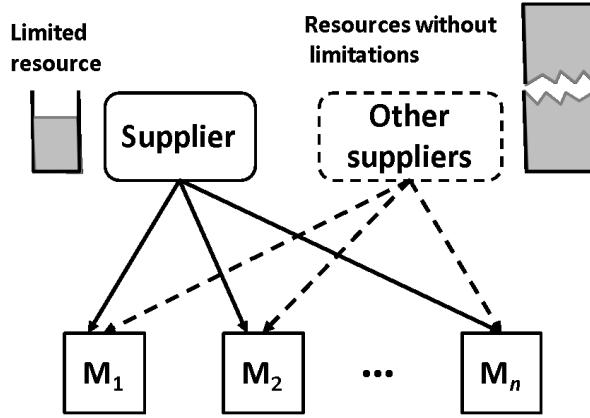 Limited
resource
Resources without
limitations
Supplier
Other
suppliers
M₁
M₂
...
Mₙ